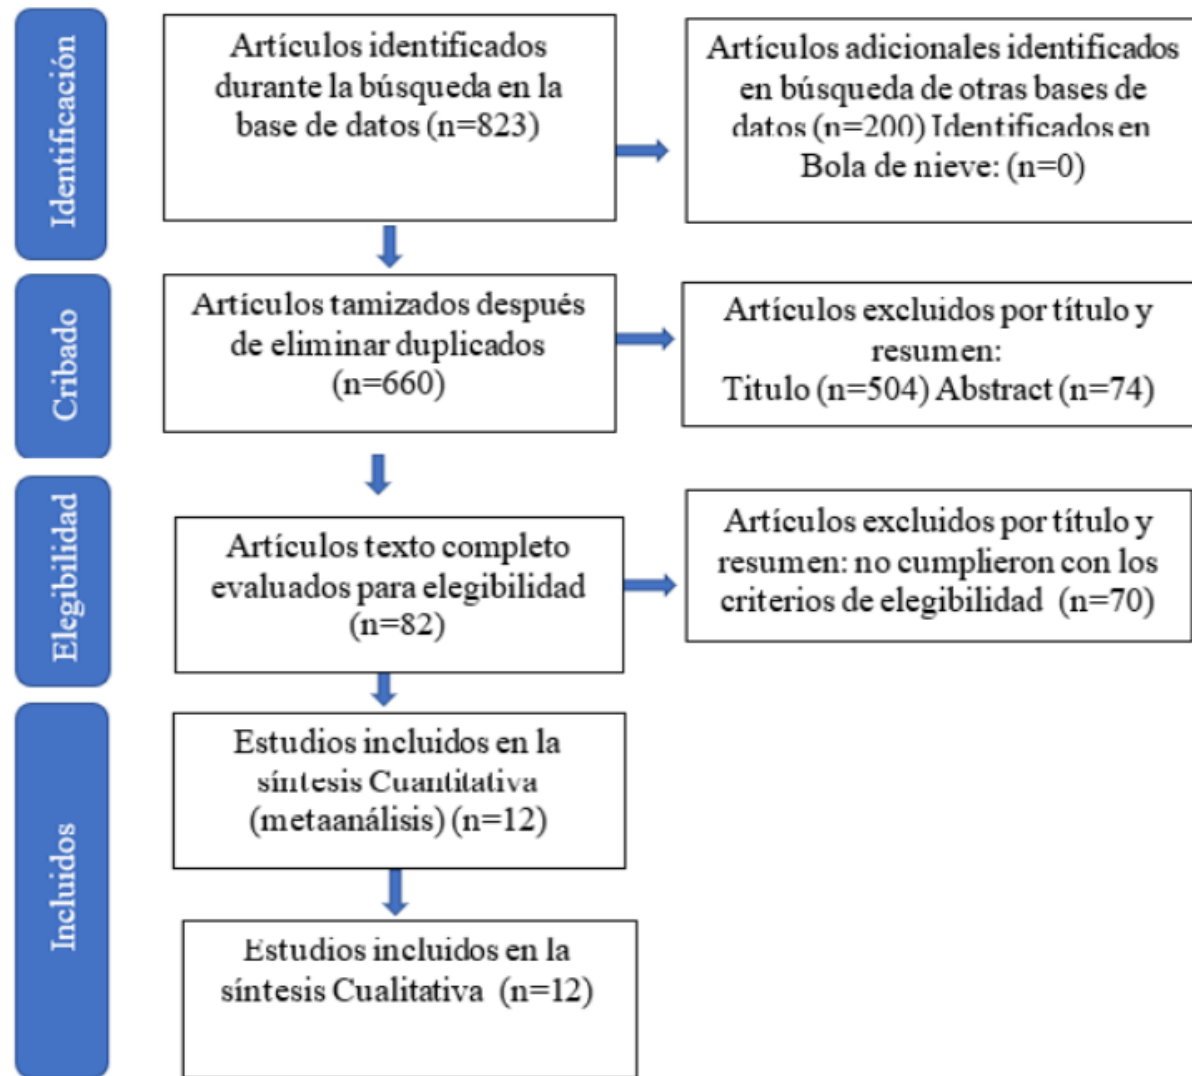 Identificación
Artículos identificados
durante la búsqueda en la
base de datos (n=823)
Artículos adicionales identificados
en búsqueda de otras bases de
datos (n=200) Identificados en
Bola de nieve: (n=0)
Cribado
Artículos tamizados después
de eliminar duplicados
(n=660)
Artículos excluidos por título y
resumen:
Titulo (n=504) Abstract (n=74)
Elegibilidad
Artículos texto completo
evaluados para elegibilidad
(n=82)
Artículos excluidos por título y
resumen: no cumplieron con los
criterios de elegibilidad (n=70)
Incluidos
Estudios incluidos en la
síntesis Cuantitativa
(metaanálisis) (n=12)
Estudios incluidos en la
síntesis Cualitativa (n=12)